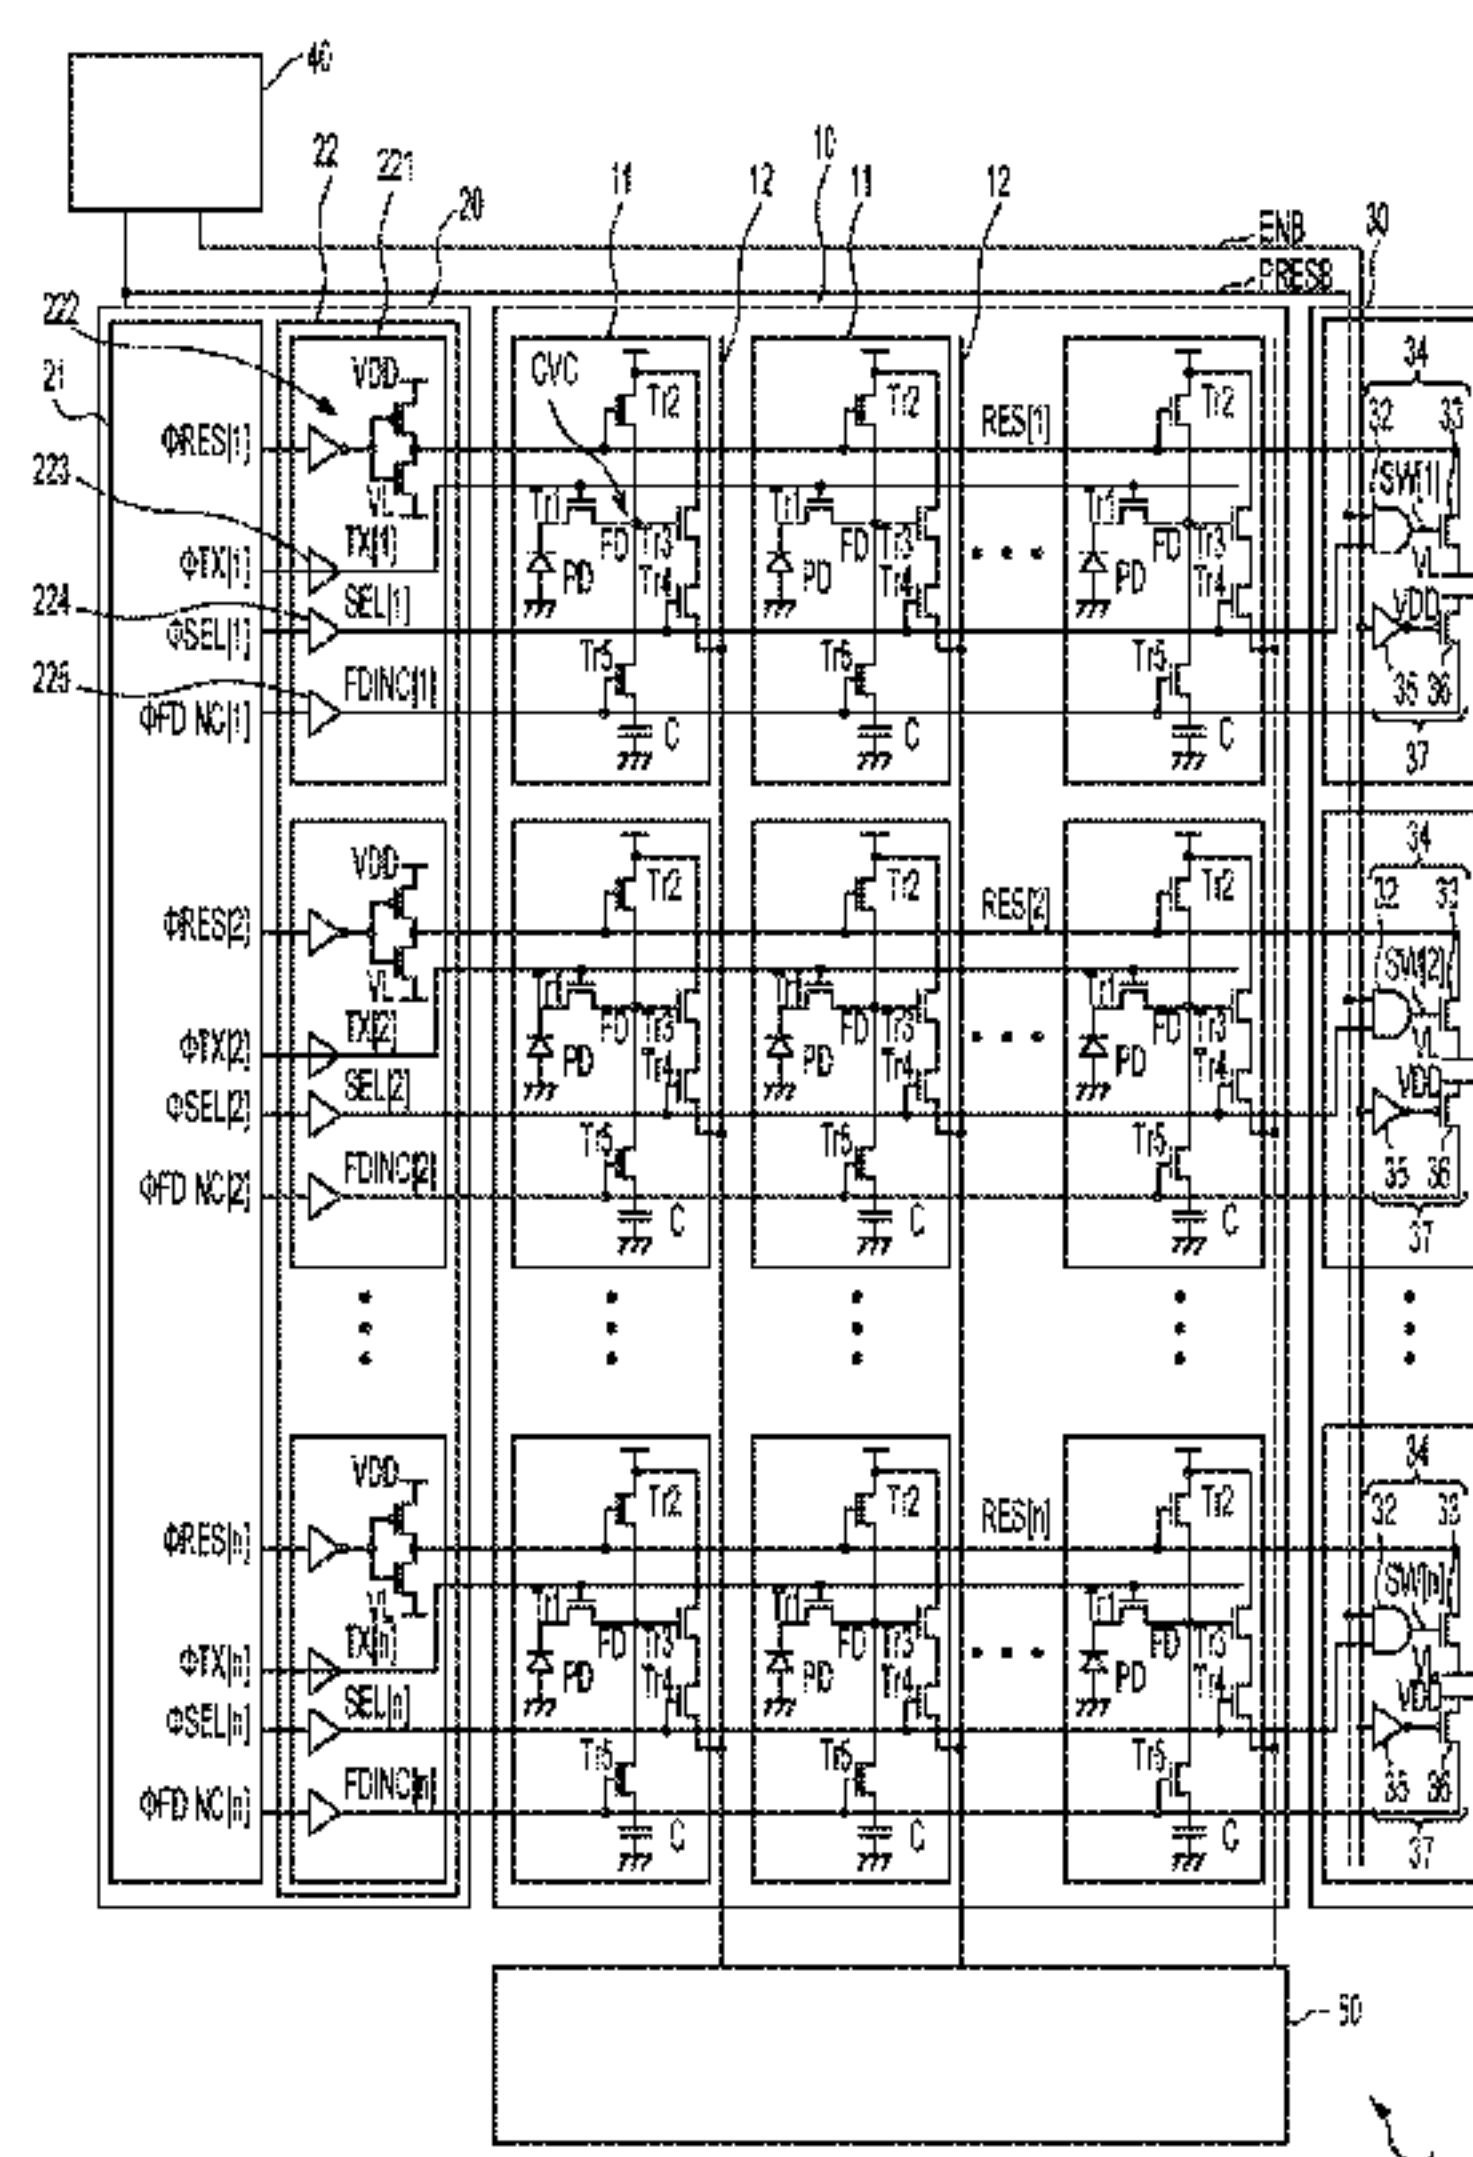 40
22
221
20
11
12
10
11
12
ENB
PRESB
30
222
21
VDD
CVC
Tr2
Tr2
RES[1]
Tr2
34
32
33
ΦRES[1]
223
VL
TX[1]
Tr1
Tr1
Tr1
SW[1]
ΦTX[1]
FD
Tr3
FD
Tr3
FD
Tr3
VL
PD
Tr4
PD
Tr4
PD
Tr4
224
SEL[1]
VDD
ΦSEL[1]
225
FDINC[1]
Tr5
Tr5
Tr5
35
36
ΦFD NC[1]
C
C
C
37
VDD
Tr2
Tr2
RES[2]
Tr2
34
32
33
ΦRES[2]
VL
Tr1
Tr1
Tr1
SW[2]
TX[2]
ΦTX[2]
FD
Tr3
FD
Tr3
FD
Tr3
VL
PD
Tr4
PD
Tr4
PD
Tr4
SEL[2]
VDD
ΦSEL[2]
Tr5
Tr5
Tr5
FDINC[2]
35
36
ΦFD NC[2]
C
C
C
37
VDD
Tr2
Tr2
RES[n]
Tr2
34
32
33
ΦRES[n]
VL
Tr1
Tr1
Tr1
SW[n]
TX[n]
ΦTX[n]
FD
Tr3
FD
Tr3
FD
Tr3
VL
PD
Tr4
PD
Tr4
PD
Tr4
SEL[n]
VDD
ΦSEL[n]
Tr5
Tr5
Tr5
FDINC[n]
35
36
ΦFD NC[n]
C
C
C
37
50